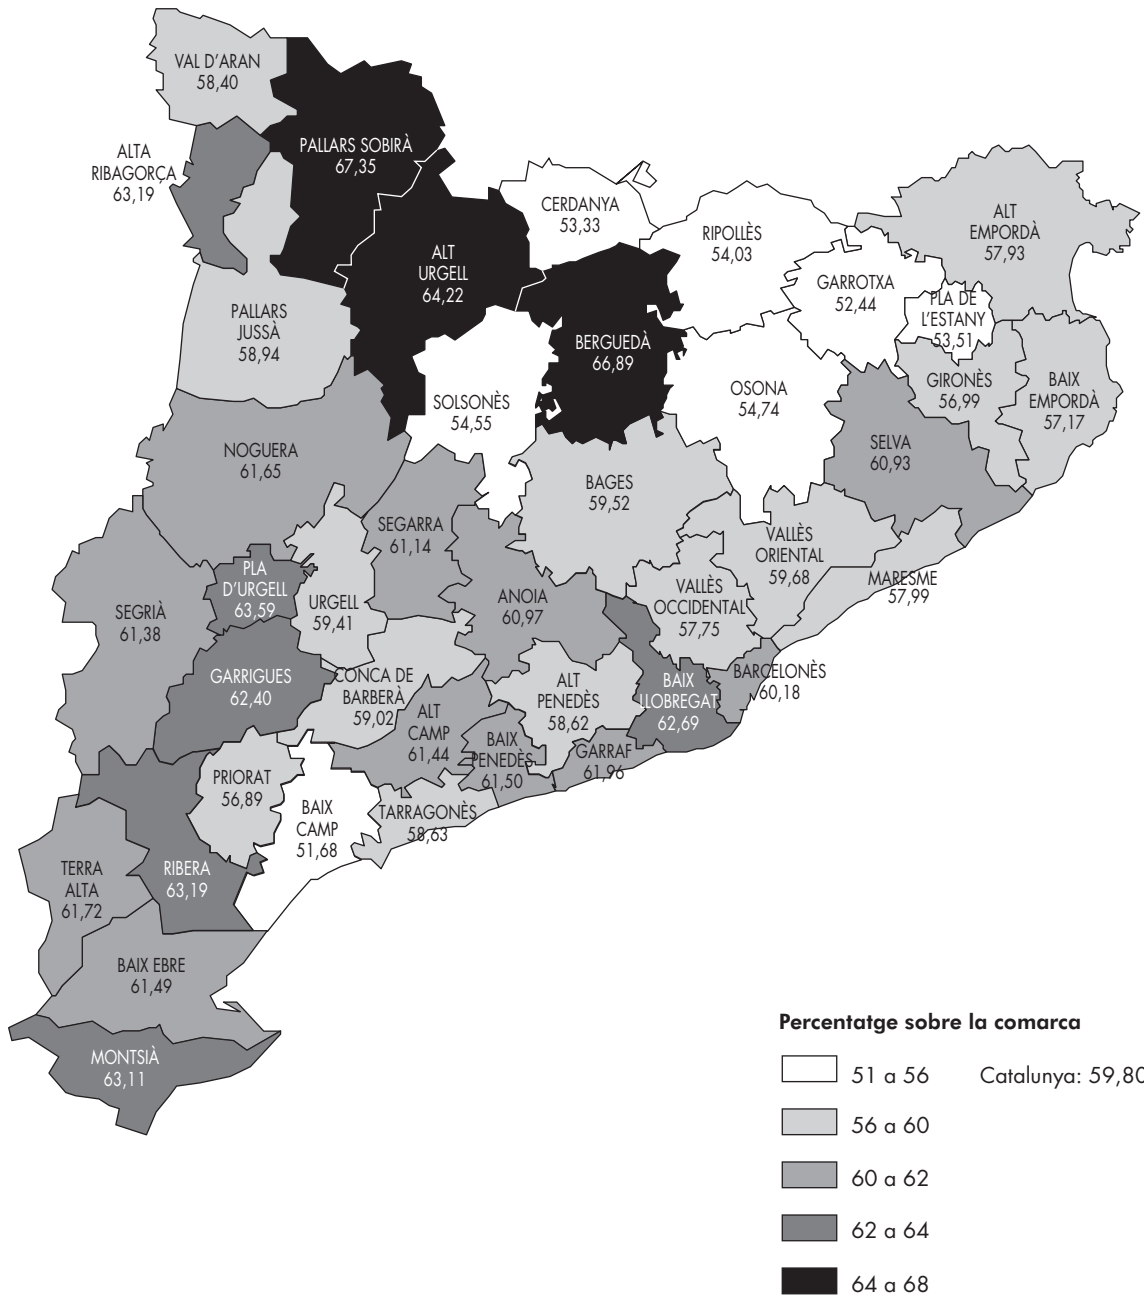 VAL D'ARAN
58,40
ALTA
RIBAGORÇA
63,19
PALLARS SOBIRÀ
67,35
CERDANYA
53,33
RIPOLLÈS
54,03
ALT
EMPORDÀ
57,93
ALT
URGELL
64,22
GARROTXA
52,44
PLA DE
L'ESTANY
53,51
PALLARS
JUSSÀ
58,94
BERGUEDÀ
66,89
GIRONÈS
56,99
BAIX
EMPORDÀ
57,17
SOLSONÈS
54,55
OSONA
54,74
NOGUERA
61,65
SELVA
60,93
BAGES
59,52
SEGARRA
61,14
VALLÈS
ORIENTAL
59,68
PLA
D'URGELL
63,59
URGELL
59,41
ANOIA
60,97
VALLÈS
OCCIDENTAL
57,75
MARESME
57,99
SEGRIÀ
61,38
GARRIGUES
62,40
CONCA DE
BARBERÀ
59,02
ALT
PENEDÈS
58,62
BAIX
LLOBREGAT
62,69
BARCELONÈS
60,18
ALT
CAMP
61,44
BAIX
PENEDÈS
61,50
GARRAF
61,96
PRIORAT
56,89
BAIX
CAMP
51,68
TARRAGONÈS
58,63
TERRA
ALTA
61,72
RIBERA
63,19
BAIX EBRE
61,49
MONTSIÀ
63,11
Percentatge sobre la comarca
51 a 56
Catalunya: 59,80
56 a 60
60 a 62
62 a 64
64 a 68